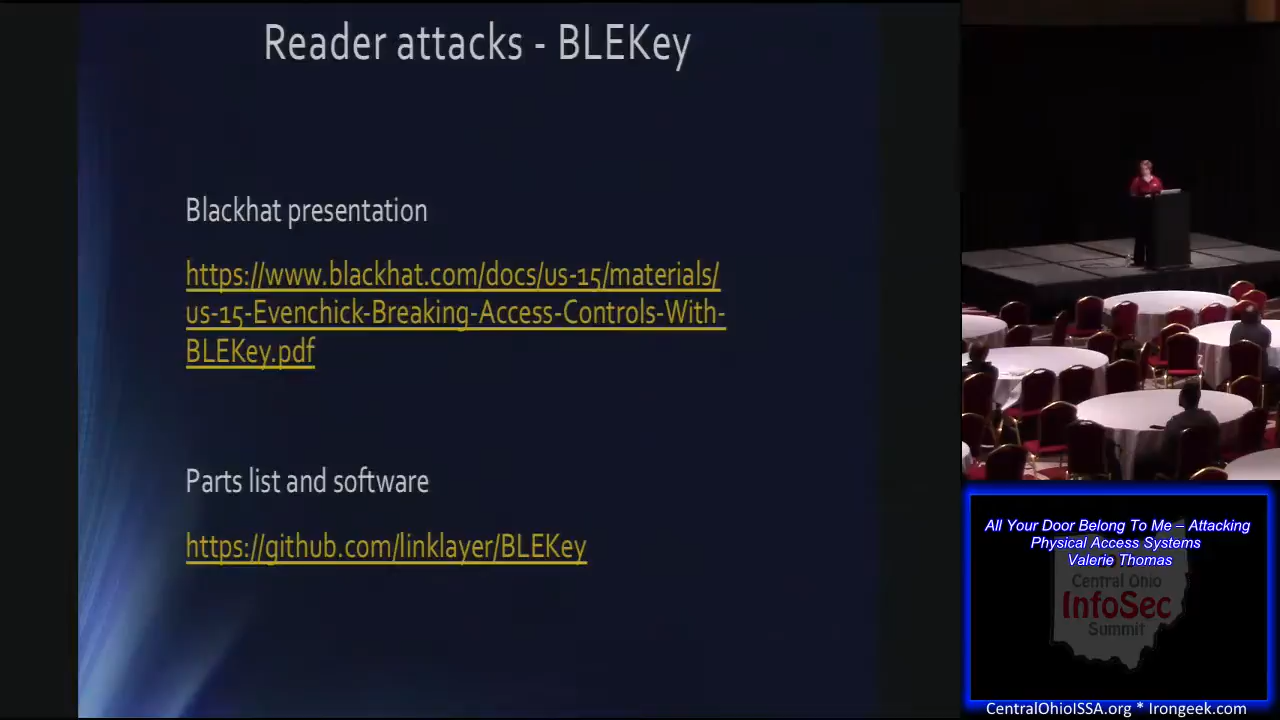 Reader attacks - BLEKey
Blackhat presentation
https://www.blackhat.com/docs/us-15/materials/
us-15-Evenchick-Breaking-Access-Controls-With-
BLEKey.pdf
Parts list and software
https://github.com/linklayer/BLEKey
All Your Door Belong To Me – Attacking
Physical Access Systems
Valerie Thomas
Central Ohio
InfoSec
Summit
CentralOhioISSA.org * Irongeek.com